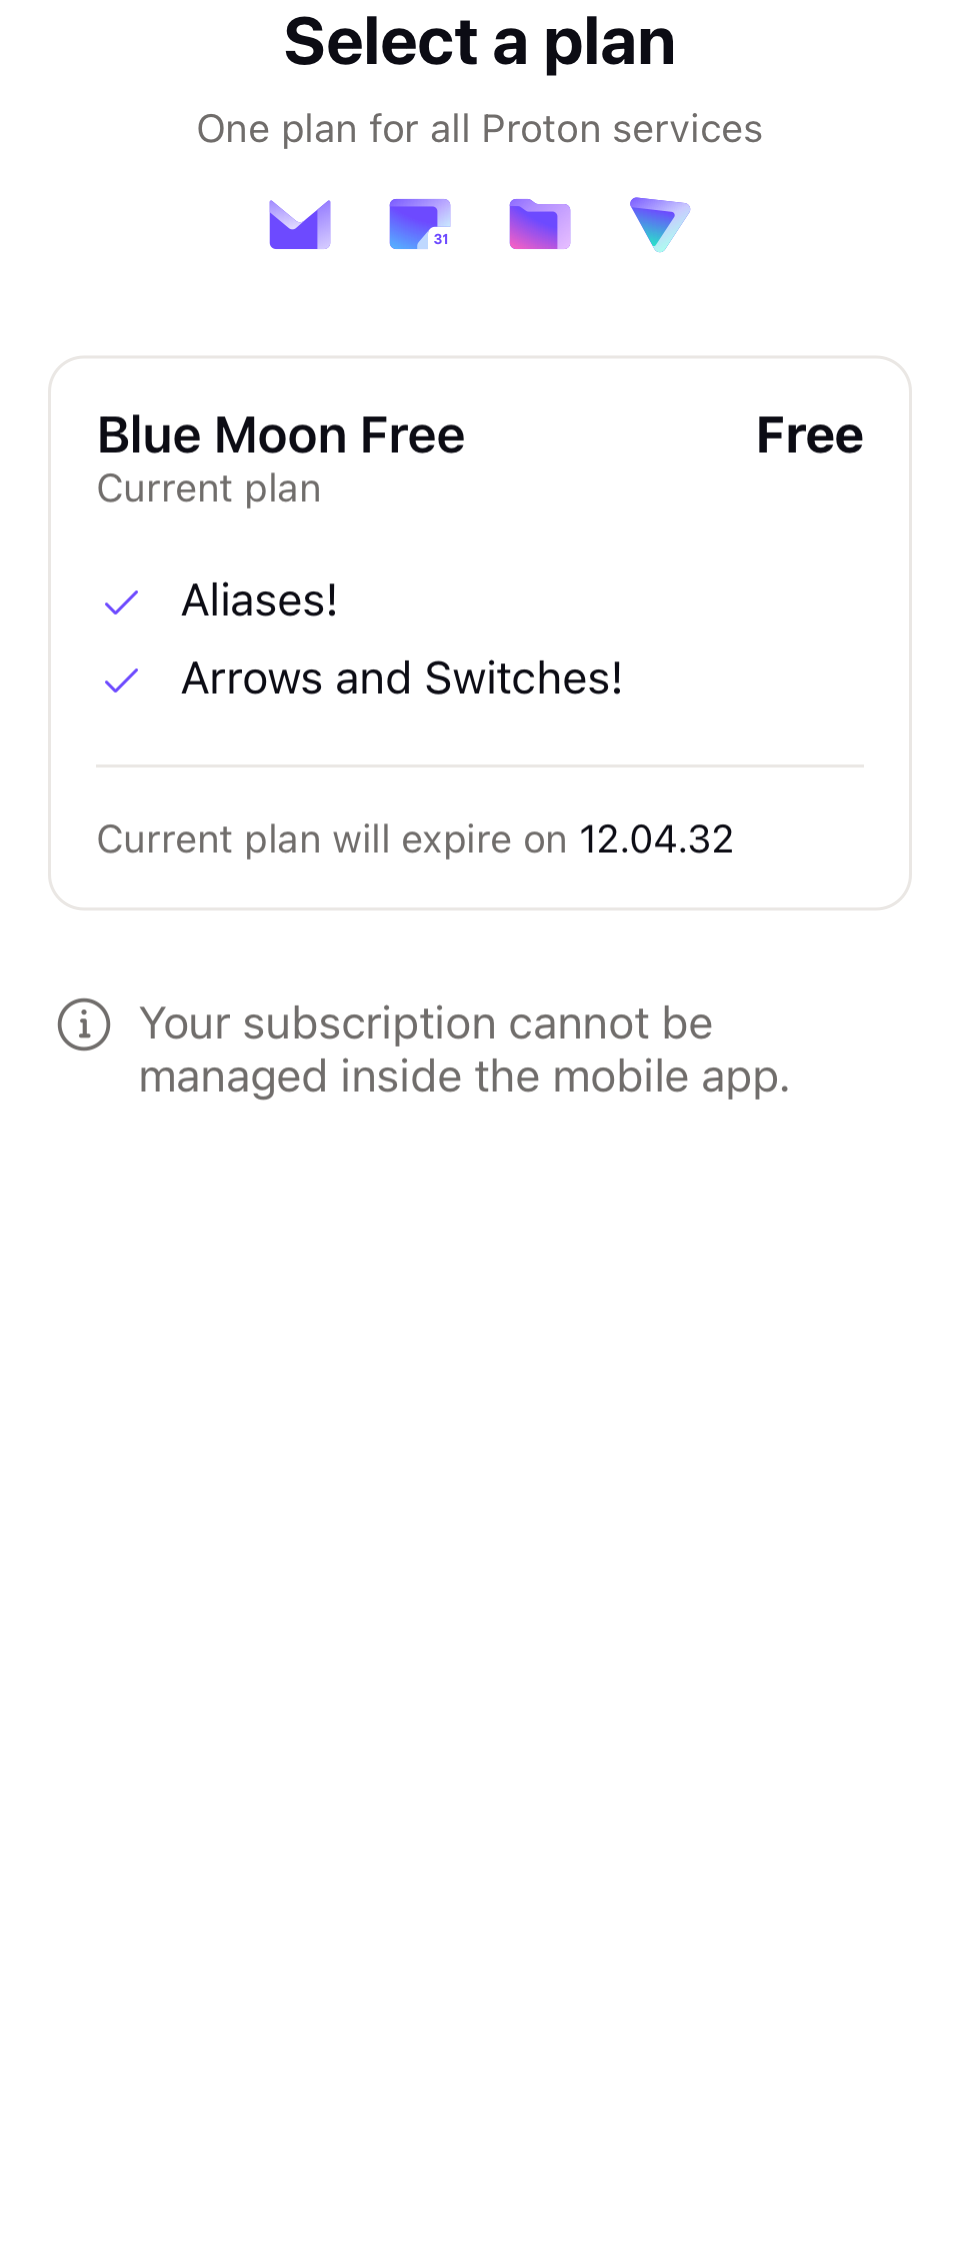 Select a plan
One plan for all Proton services
31
Blue Moon Free
Free
Current plan
Aliases!
Arrows and Switches!
Current plan will expire on 12.04.32
Your subscription cannot be
managed inside the mobile app.